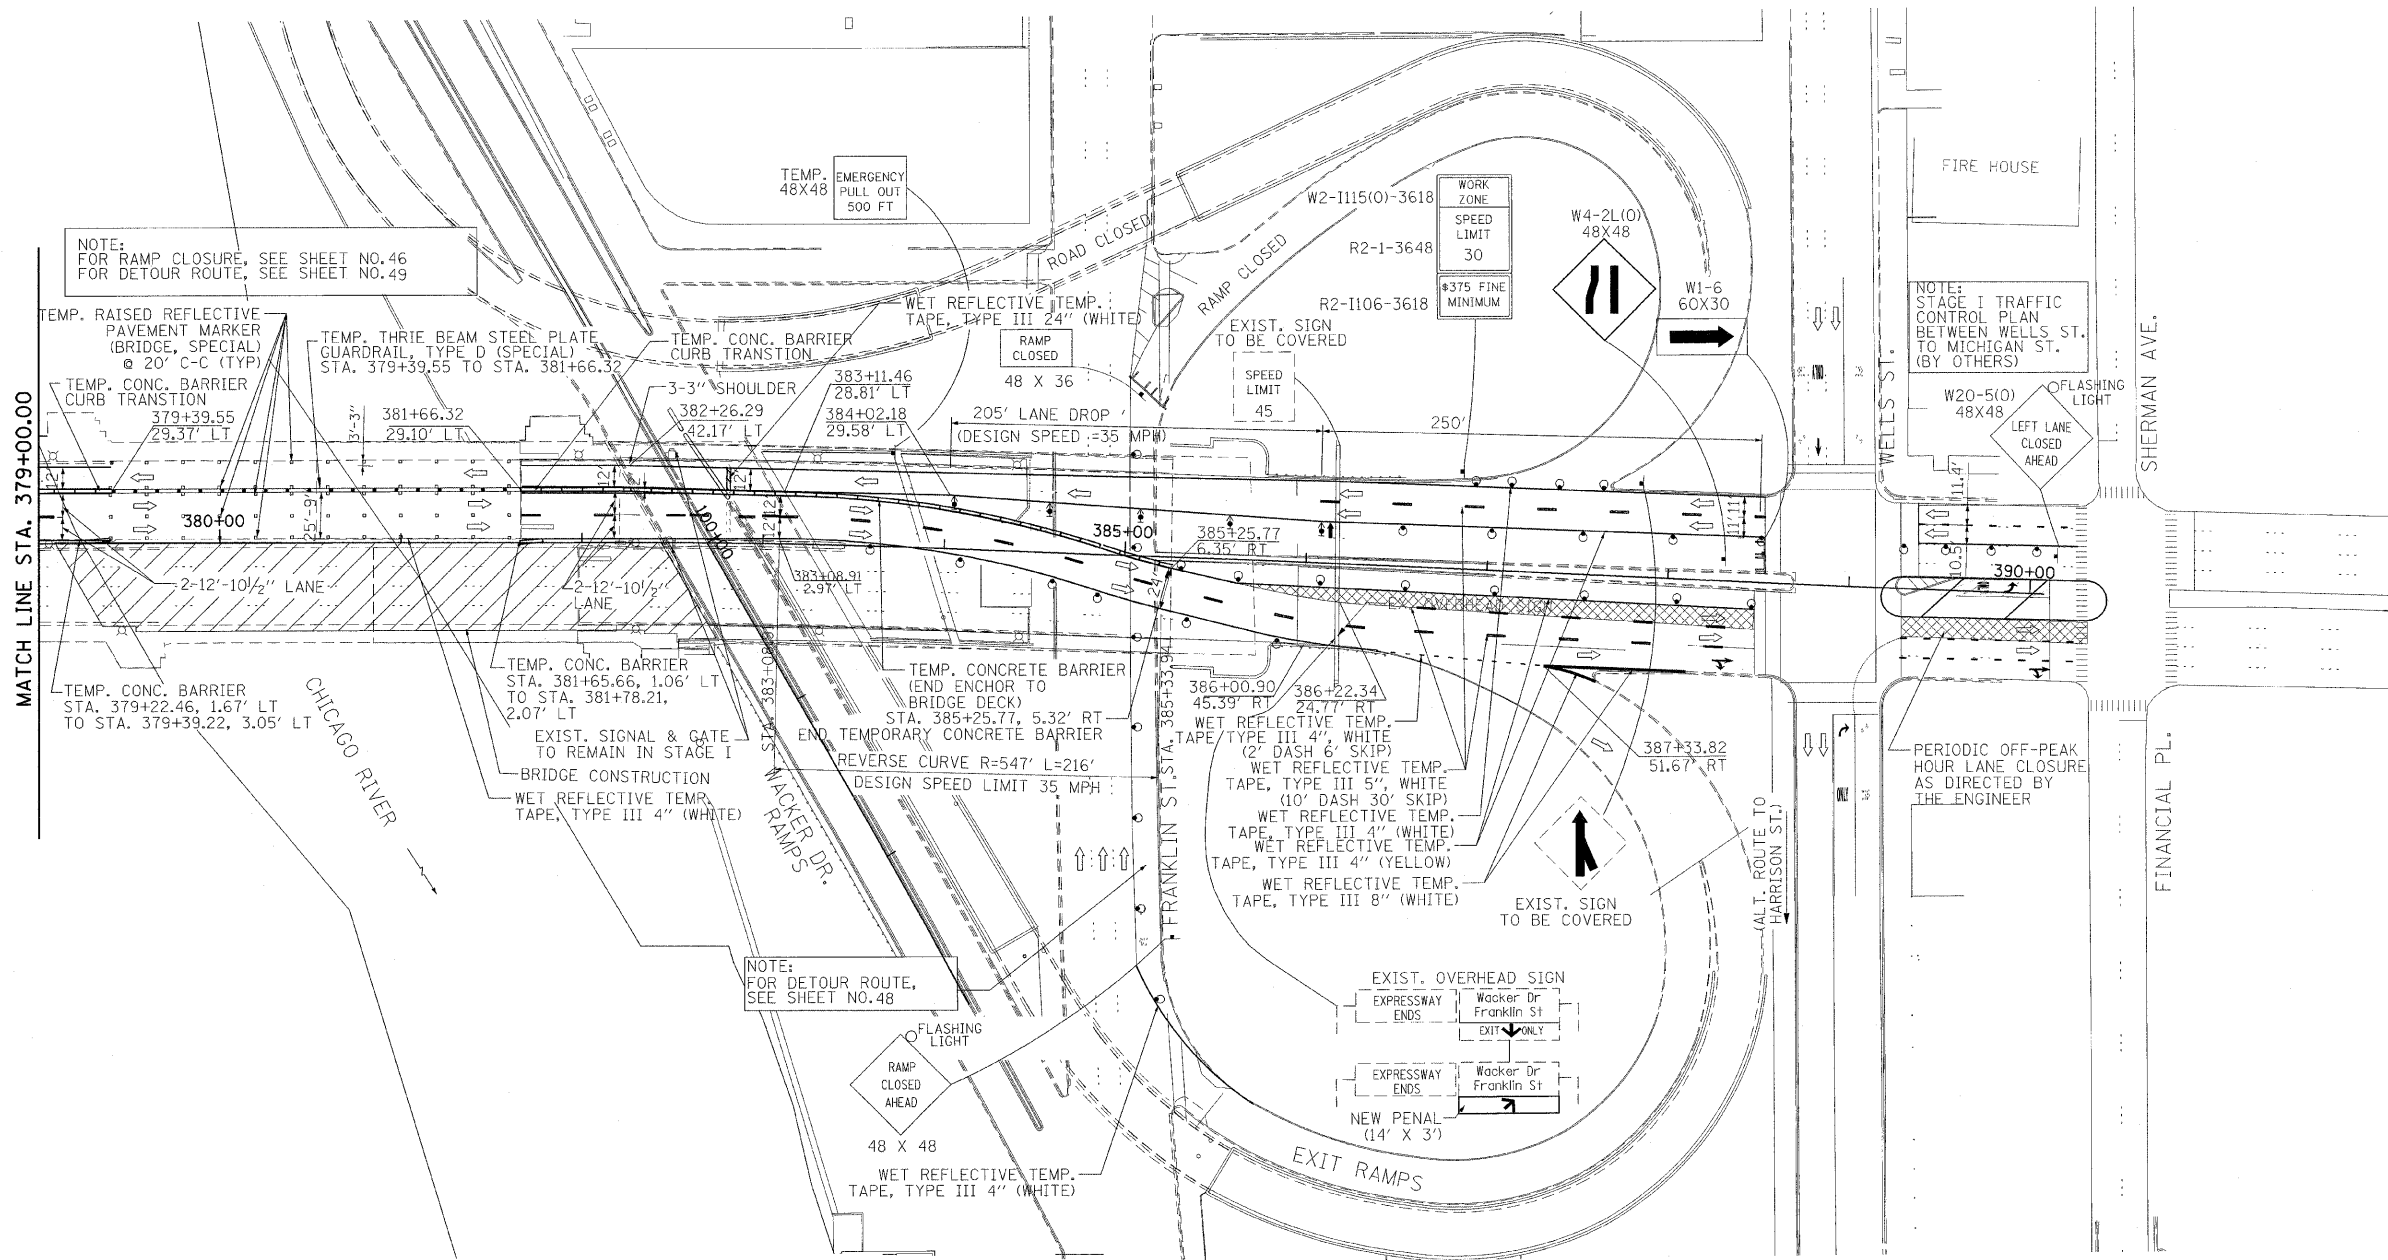 MATCH LINE STA. 379+00.00
NOTE:
FOR RAMP CLOSURE, SEE SHEET NO.46
FOR DETOUR ROUTE, SEE SHEET NO.49
TEMP. RAISED REFLECTIVE
PAVEMENT MARKER
(BRIDGE, SPECIAL)
@ 20' C-C (TYP)
TEMP. CONC. BARRIER
CURB TRANSTION
379+39.55
29.37' LT
TEMP. THRIE BEAM STEEL PLATE
GUARDRAIL, TYPE D (SPECIAL)
STA. 379+39.55 TO STA. 381+66.32
3'-3"
381+66.32
29.10' LT
TEMP. CONC. BARRIER
CURB TRANSTION
3-3" SHOULDER
382+26.29
42.17' LT
383+11.46
28.81' LT
384+02.18
29.58' LT
TEMP.
48X48
EMERGENCY
PULL OUT
500 FT
WET REFLECTIVE TEMP.
TAPE, TYPE III 24" (WHITE)
RAMP
CLOSED
48 X 36
ROAD CLOSED
RAMP CLOSED
205' LANE DROP
(DESIGN SPEED =35 MPH)
250'
EXIST. SIGN
TO BE COVERED
SPEED
LIMIT
45
W2-I115(O)-3618
WORK
ZONE
R2-1-3648
SPEED
LIMIT
30
R2-I106-3618
$375 FINE
MINIMUM
W4-2L(O)
48X48
W1-6
60X30
FIRE HOUSE
NOTE:
STAGE I TRAFFIC
CONTROL PLAN
BETWEEN WELLS ST.
TO MICHIGAN ST.
(BY OTHERS)
W20-5(O)
48X48
FLASHING
LIGHT
LEFT LANE
CLOSED
AHEAD
WELLS ST.
SHERMAN AVE.
ONLY
12'
12'
12'
12' 12'
11' 11'
11.4'
10.5'
25'-9"
24'
380+00
100+00
385+00
390+00
385+25.77
6.35' RT
383+08.91
2.97' LT
2-12'-10½" LANE
2-12'-10½"
LANE
TEMP. CONC. BARRIER
STA. 379+22.46, 1.67' LT
TO STA. 379+39.22, 3.05' LT
TEMP. CONC. BARRIER
STA. 381+65.66, 1.06' LT
TO STA. 381+78.21,
2.07' LT
EXIST. SIGNAL & GATE
TO REMAIN IN STAGE I
BRIDGE CONSTRUCTION
WET REFLECTIVE TEMP.
TAPE, TYPE III 4" (WHITE)
CHICAGO RIVER
WACKER DR.
RAMPS
TEMP. CONCRETE BARRIER
(END ENCHOR TO
BRIDGE DECK)
STA. 385+25.77, 5.32' RT
END TEMPORARY CONCRETE BARRIER
REVERSE CURVE R=547' L=216'
DESIGN SPEED LIMIT 35 MPH
STA. 385+33.94
FRANKLIN ST.
386+00.90
45.39' RT
386+22.34
24.77' RT
WET REFLECTIVE TEMP.
TAPE/TYPE III 4", WHITE
(2' DASH 6' SKIP)
WET REFLECTIVE TEMP.
TAPE, TYPE III 5", WHITE
(10' DASH 30' SKIP)
WET REFLECTIVE TEMP.
TAPE, TYPE III 4" (WHITE)
WET REFLECTIVE TEMP.
TAPE, TYPE III 4" (YELLOW)
WET REFLECTIVE TEMP.
TAPE, TYPE III 8" (WHITE)
387+33.82
51.67' RT
EXIST. SIGN
TO BE COVERED
(ALT. ROUTE TO
HARRISON ST.)
ONLY
PERIODIC OFF-PEAK
HOUR LANE CLOSURE
AS DIRECTED BY
THE ENGINEER
FINANCIAL PL.
NOTE:
FOR DETOUR ROUTE,
SEE SHEET NO.48
FLASHING
LIGHT
RAMP
CLOSED
AHEAD
48 X 48
WET REFLECTIVE TEMP.
TAPE, TYPE III 4" (WHITE)
EXIST. OVERHEAD SIGN
EXPRESSWAY
ENDS
Wacker Dr
Franklin St
EXIT ONLY
EXPRESSWAY
ENDS
Wacker Dr
Franklin St
NEW PENAL
(14' X 3')
EXIT RAMPS